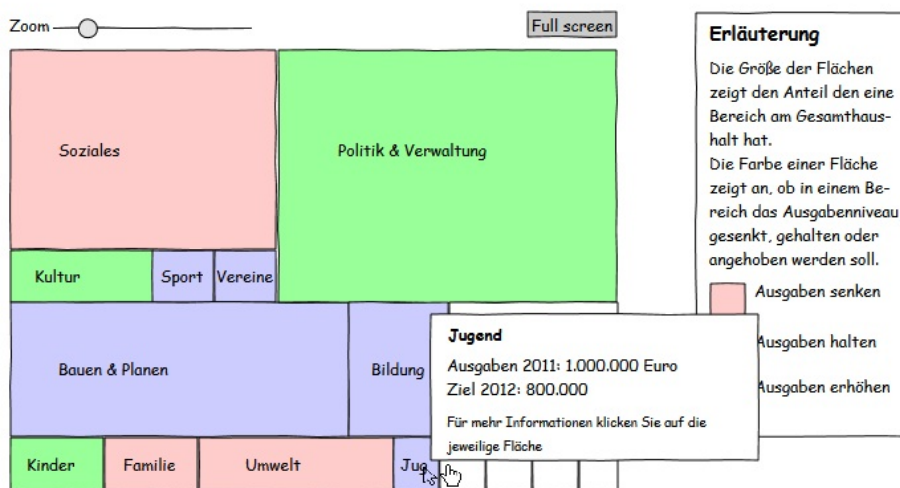 Zoom
Full screen
Soziales
Politik & Verwaltung
Kultur
Sport
Vereine
Bauen & Planen
Bildung
Kinder
Familie
Umwelt
Jug
Jugend
Ausgaben 2011: 1.000.000 Euro
Ziel 2012: 800.000
Für mehr Informationen klicken Sie auf die
jeweilige Fläche
Erläuterung
Die Größe der Flächen
zeigt den Anteil den eine
Bereich am Gesamthaus-
halt hat.
Die Farbe einer Fläche
zeigt an, ob in einem Be-
reich das Ausgabenniveau
gesenkt, gehalten oder
angehoben werden soll.
Ausgaben senken
Ausgaben halten
Ausgaben erhöhen